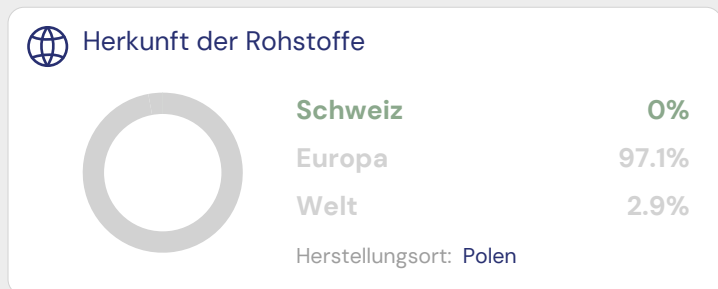 Herkunft der Rohstoffe
Schweiz 0%
Europa 97.1%
Welt 2.9%
Herstellungsort: Polen